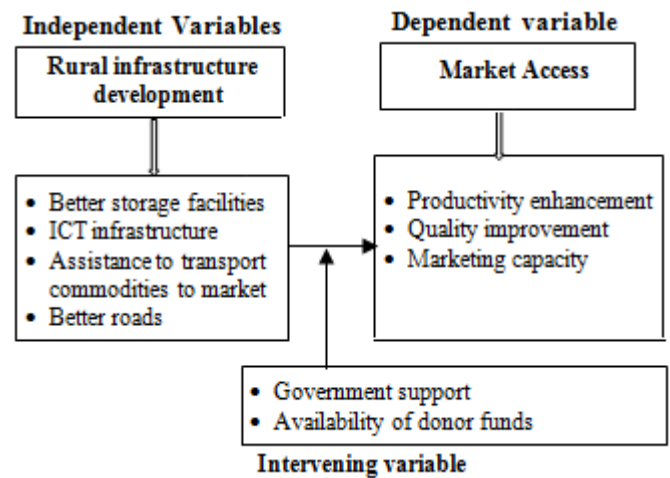 Independent Variables
Rural infrastructure
development
• Better storage facilities
• ICT infrastructure
• Assistance to transport
commodities to market
• Better roads
Dependent variable
Market Access
• Productivity enhancement
• Quality improvement
• Marketing capacity
• Government support
• Availability of donor funds
Intervening variable